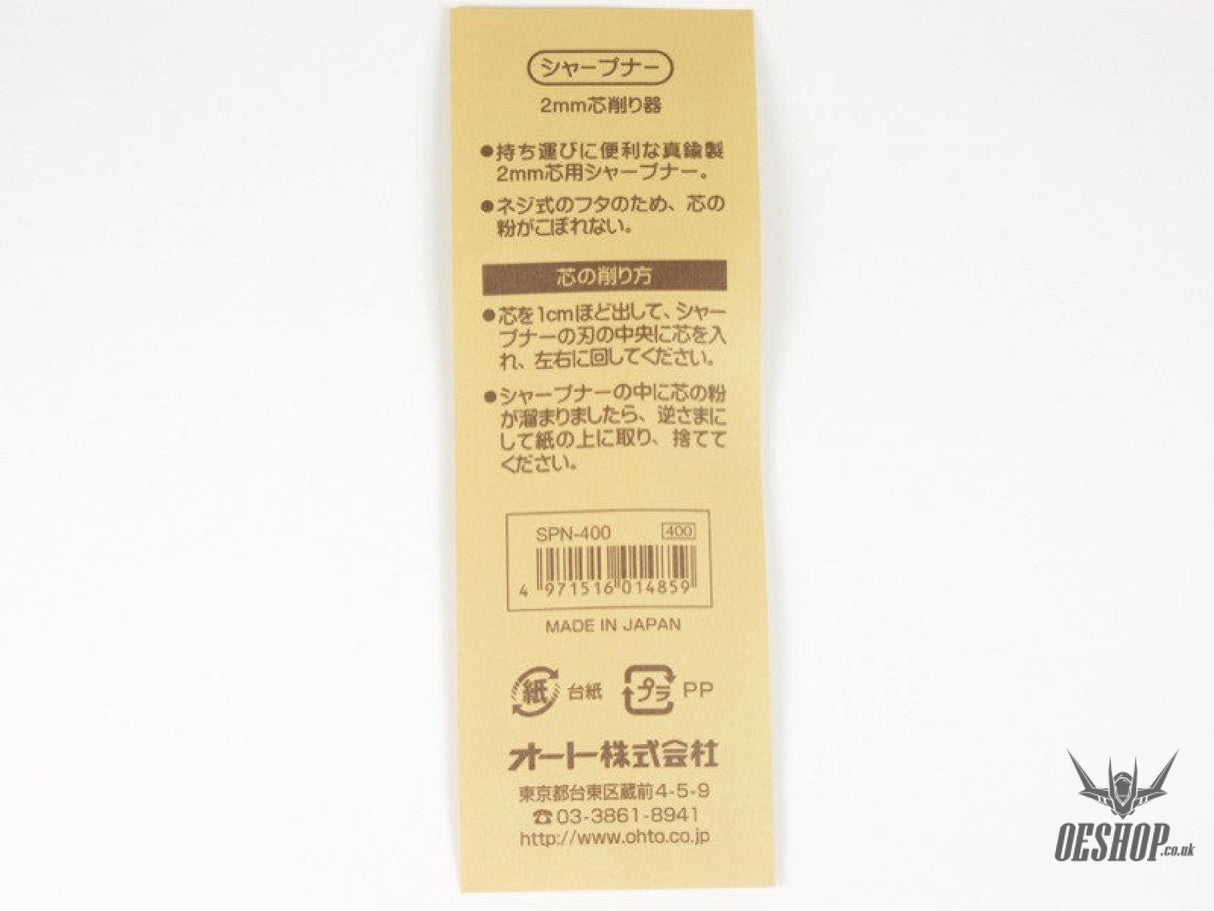 シャープナー
2mm芯削り器
●持ち運びに便利な真鍮製
2mm芯用シャープナー。
●ネジ式のフタのため、芯の
粉がこぼれない。
芯の削り方
●芯を1cmほど出して、シャー
プナーの刃の中央に芯を入
れ、左右に回してください。
●シャープナーの中に芯の粉
が溜まりましたら、逆さまに
して紙の上に取り、捨てて
ください。
SPN-400 400
4 971516 014859
MADE IN JAPAN
紙 台紙 プラ PP
オート株式会社
東京都台東区蔵前4-5-9
☎03-3861-8941
http://www.ohto.co.jp
OESHOP.co.uk